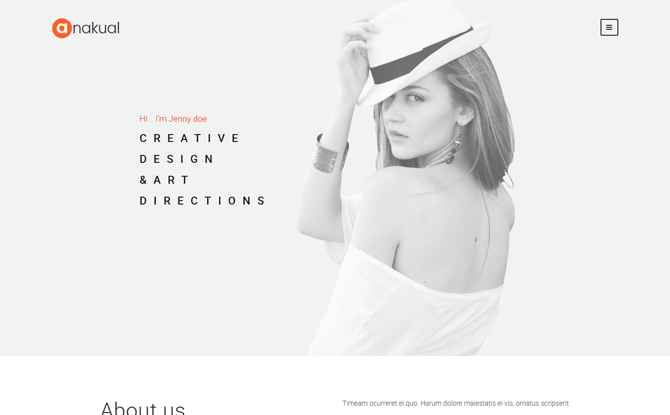 anakual
Hi... I'm Jenny doe
CREATIVE
DESIGN
& ART
DIRECTIONS
About us
Timeam ocurreret ei quo. Harum dolore maiestatis ei vis, ornatus scripserit